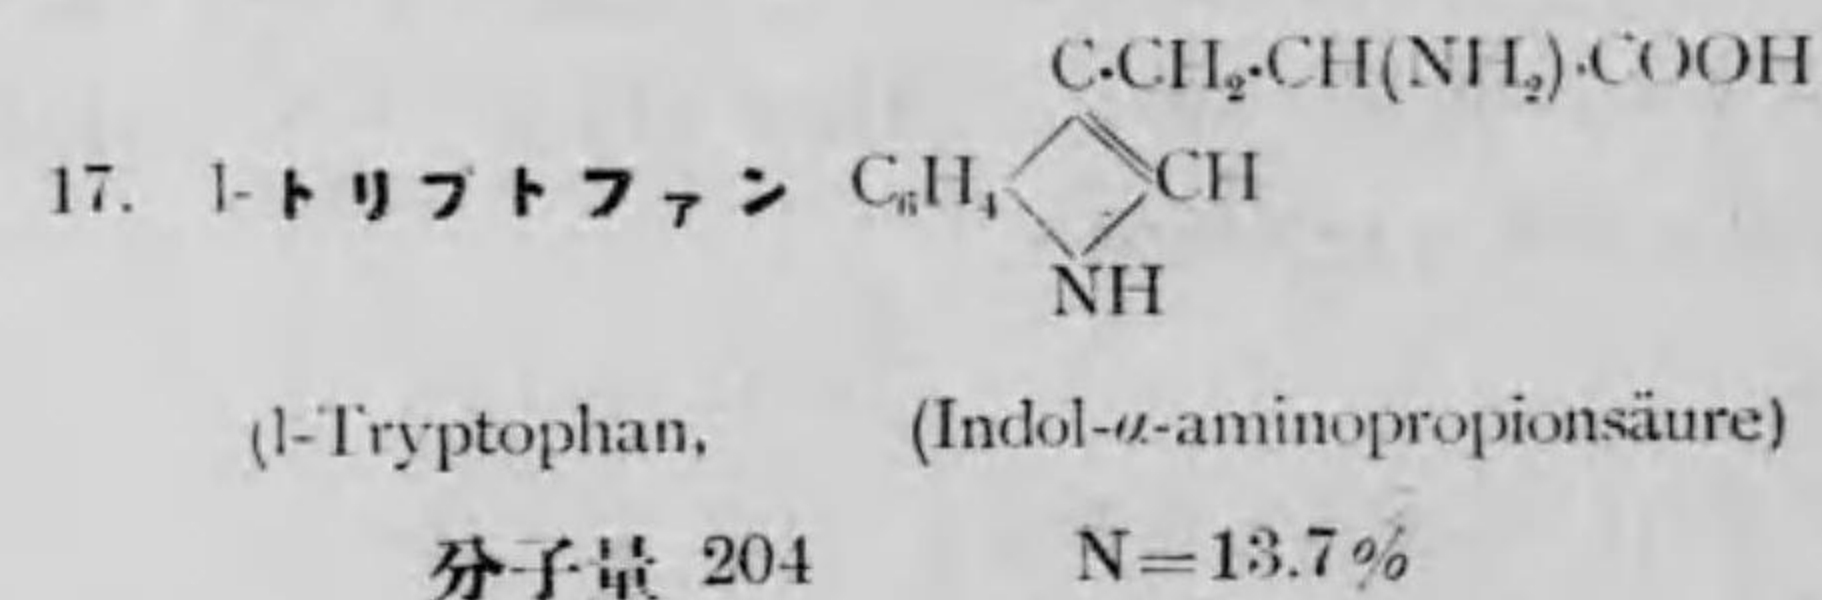 C·CH₂·CH(NH₂)·COOH
17. l-トリプトファン C₆H₄ CH
NH
(l-Tryptophan, (Indol-α-aminopropionsäure)
分子量 204 N=13.7%